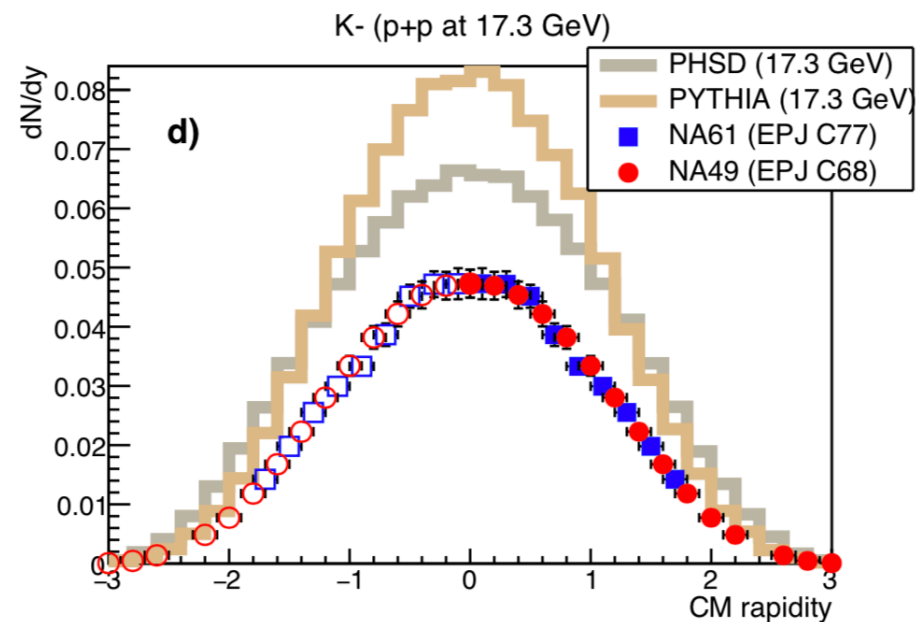 K- (p+p at 17.3 GeV)
dN/dy
d)
PHSD (17.3 GeV)
PYTHIA (17.3 GeV)
NA61 (EPJ C77)
NA49 (EPJ C68)
0.08
0.07
0.06
0.05
0.04
0.03
0.02
0.01
0
−3 −2 −1 0 1 2 3
CM rapidity